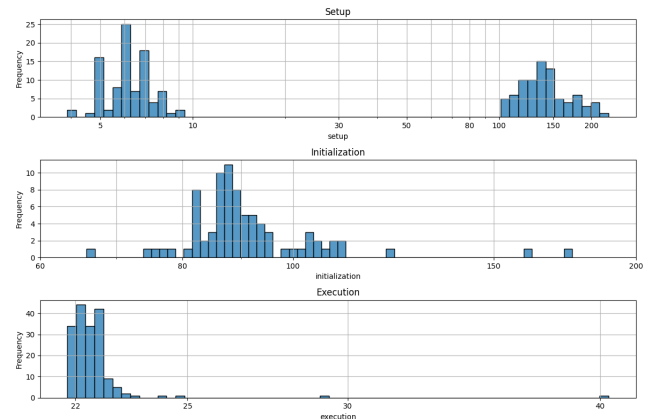 Setup
25
20
15
10
5
0
Frequency
5 10 30 50 80 100 150 200
setup
Initialization
10
8
6
4
2
0
Frequency
60 80 100 150 200
initialization
Execution
40
30
20
10
0
Frequency
22 25 30 40
execution